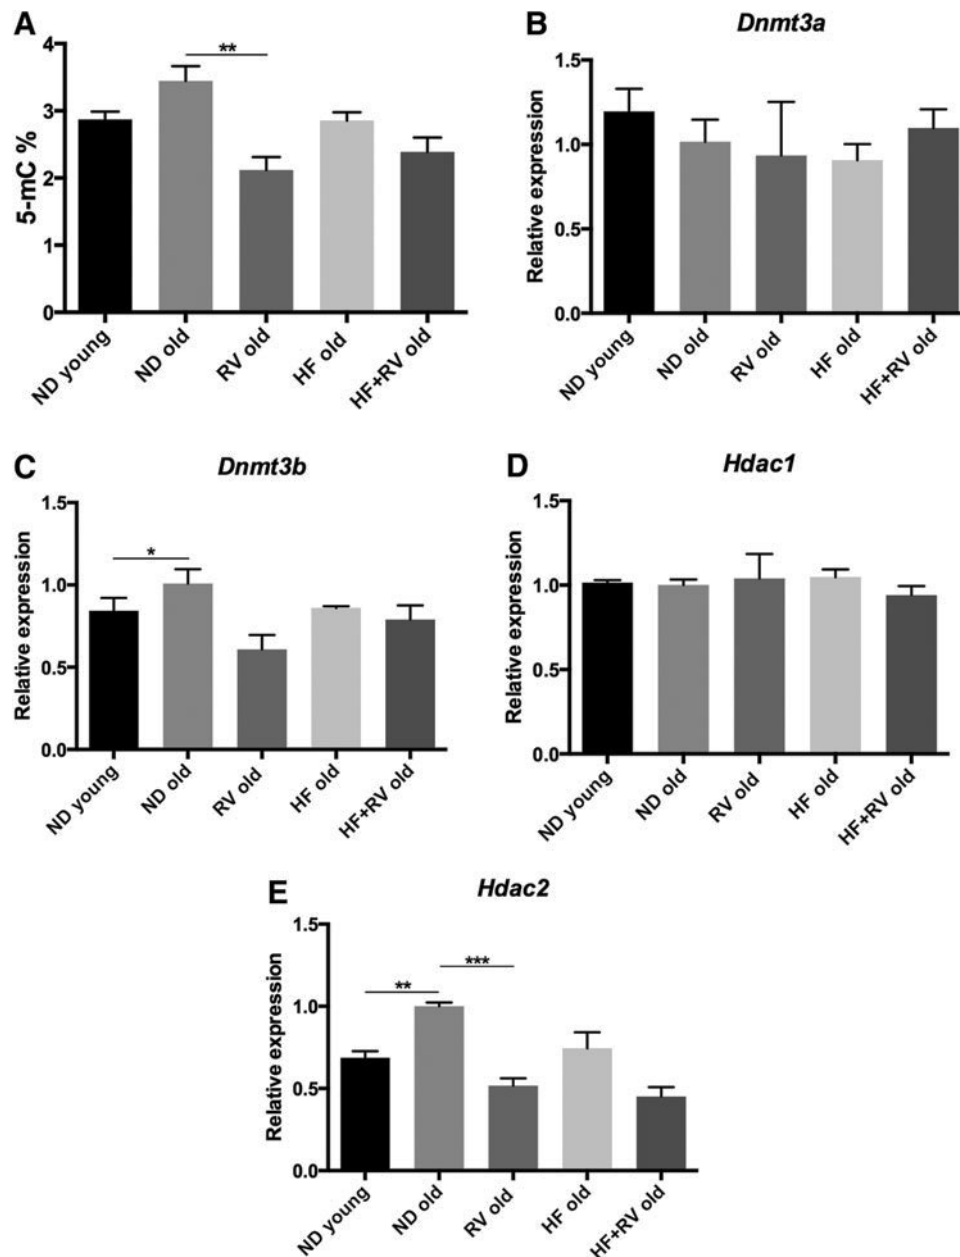 A
5-mC %
4
3
2
1
0
**
ND young
ND old
RV old
HF old
HF+RV old
B
Dnmt3a
Relative expression
1.5
1.0
0.5
0.0
ND young
ND old
RV old
HF old
HF+RV old
C
Dnmt3b
Relative expression
1.5
1.0
0.5
0.0
*
ND young
ND old
RV old
HF old
HF+RV old
D
Hdac1
Relative expression
1.5
1.0
0.5
0.0
ND young
ND old
RV old
HF old
HF+RV old
E
Hdac2
Relative expression
1.5
1.0
0.5
0.0
**
***
ND young
ND old
RV old
HF old
HF+RV old